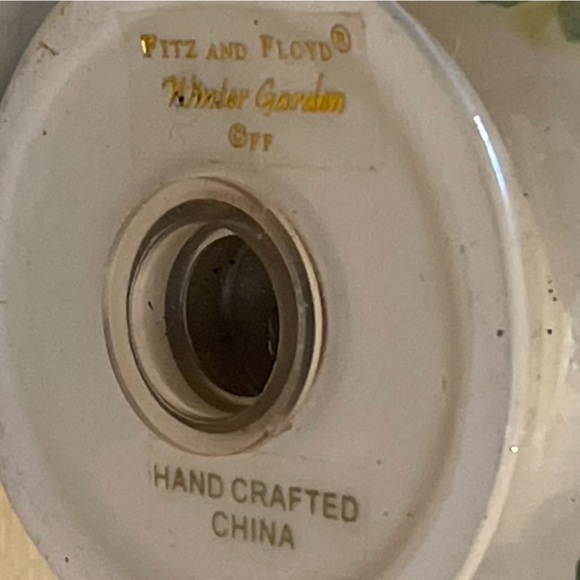 FITZ AND FLOYD®
Winter Garden
©FF
HAND CRAFTED
CHINA